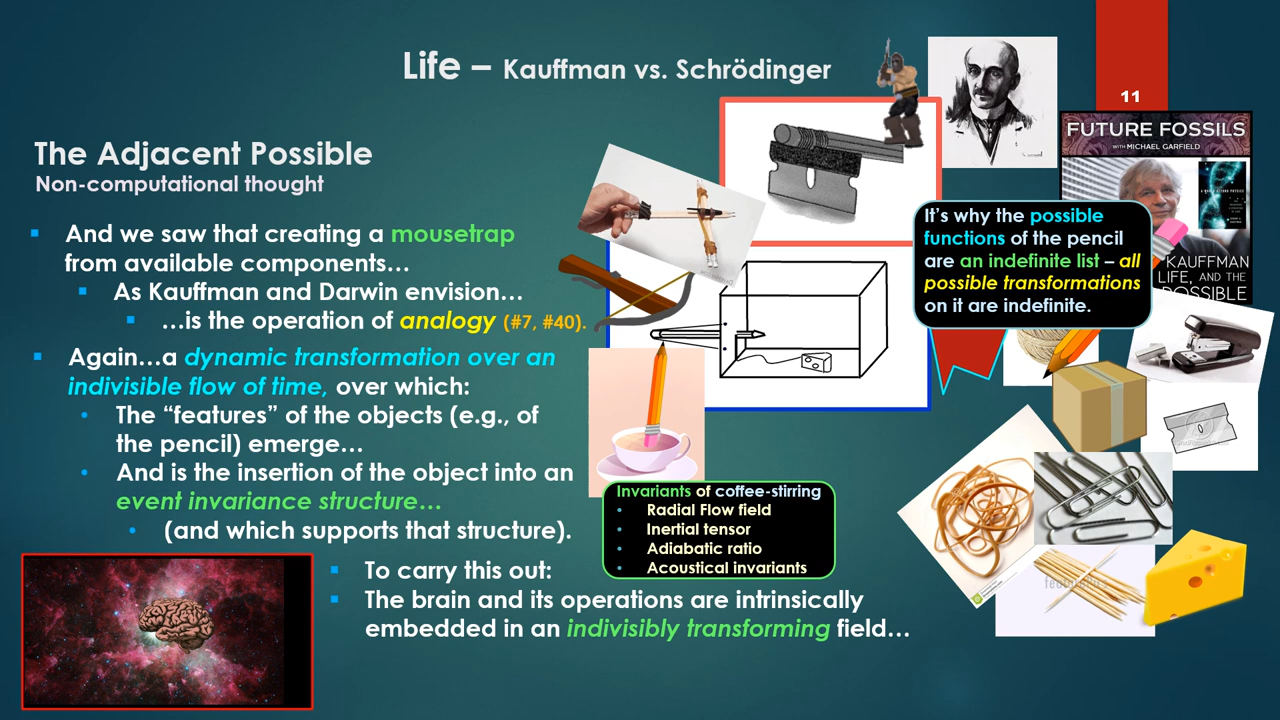 Life – Kauffman vs. Schrödinger
11
The Adjacent Possible
Non-computational thought
▪ And we saw that creating a mousetrap
from available components…
▪ As Kauffman and Darwin envision…
▪ …is the operation of analogy (#7, #40).
▪ Again…a dynamic transformation over an
indivisible flow of time, over which:
• The “features” of the objects (e.g., of
the pencil) emerge…
• And is the insertion of the object into an
event invariance structure…
• (and which supports that structure).
▪ To carry this out:
▪ The brain and its operations are intrinsically
embedded in an indivisibly transforming field…
Invariants of coffee-stirring
• Radial Flow field
• Inertial tensor
• Adiabatic ratio
• Acoustical invariants
FUTURE FOSSILS
WITH MICHAEL GARFIELD
It’s why the possible
functions of the pencil
are an indefinite list – all
possible transformations
on it are indefinite.
KAUFFMAN
LIFE, AND THE